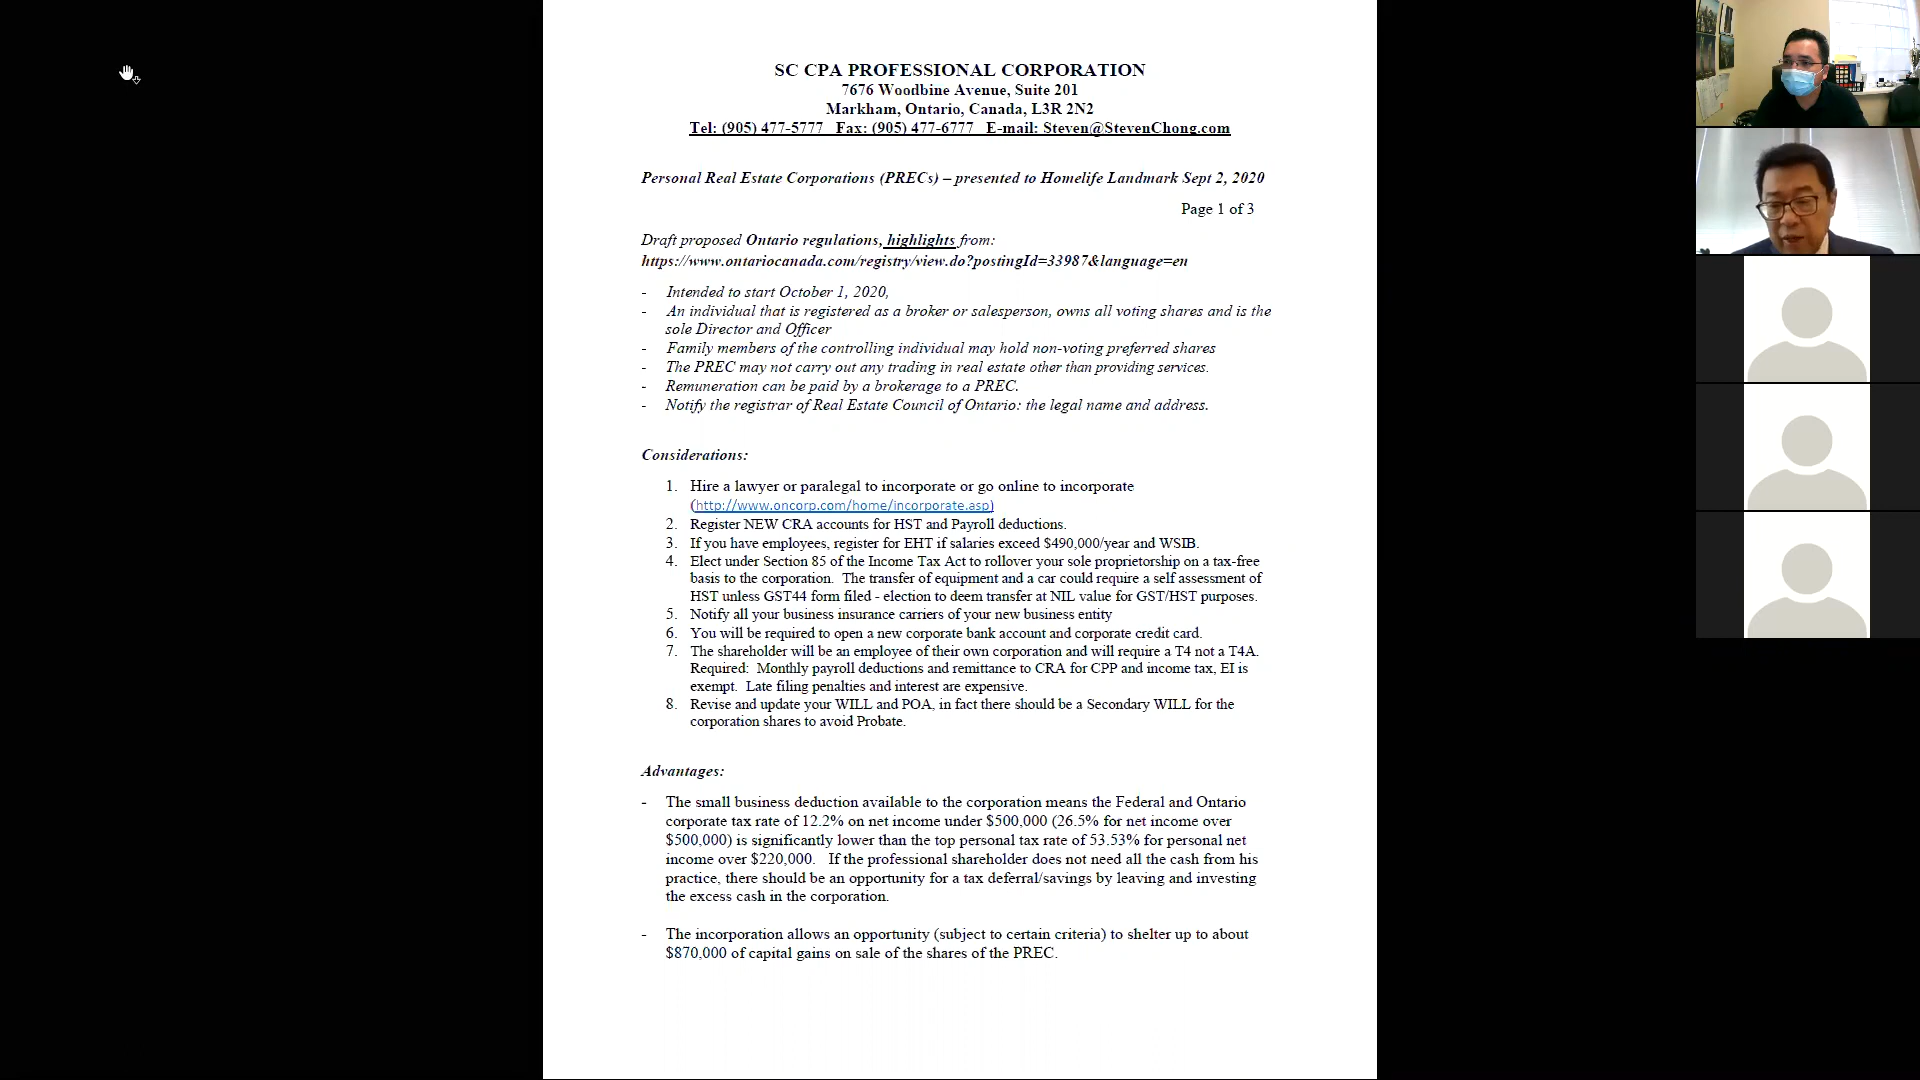 SC CPA PROFESSIONAL CORPORATION
7676 Woodbine Avenue, Suite 201
Markham, Ontario, Canada, L3R 2N2
Tel: (905) 477-5777 Fax: (905) 477-6777 E-mail: Steven@StevenChong.com
Personal Real Estate Corporations (PRECs) – presented to Homelife Landmark Sept 2, 2020
Page 1 of 3
Draft proposed Ontario regulations, highlights from:
https://www.ontariocanada.com/registry/view.do?postingId=33987&language=en
- Intended to start October 1, 2020,
- An individual that is registered as a broker or salesperson, owns all voting shares and is the
sole Director and Officer
- Family members of the controlling individual may hold non-voting preferred shares
- The PREC may not carry out any trading in real estate other than providing services.
- Remuneration can be paid by a brokerage to a PREC.
- Notify the registrar of Real Estate Council of Ontario: the legal name and address.
Considerations:
1. Hire a lawyer or paralegal to incorporate or go online to incorporate
(http://www.oncorp.com/home/incorporate.asp)
2. Register NEW CRA accounts for HST and Payroll deductions.
3. If you have employees, register for EHT if salaries exceed $490,000/year and WSIB.
4. Elect under Section 85 of the Income Tax Act to rollover your sole proprietorship on a tax-free
basis to the corporation. The transfer of equipment and a car could require a self assessment of
HST unless GST44 form filed - election to deem transfer at NIL value for GST/HST purposes.
5. Notify all your business insurance carriers of your new business entity
6. You will be required to open a new corporate bank account and corporate credit card.
7. The shareholder will be an employee of their own corporation and will require a T4 not a T4A.
Required: Monthly payroll deductions and remittance to CRA for CPP and income tax, EI is
exempt. Late filing penalties and interest are expensive.
8. Revise and update your WILL and POA, in fact there should be a Secondary WILL for the
corporation shares to avoid Probate.
Advantages:
- The small business deduction available to the corporation means the Federal and Ontario
corporate tax rate of 12.2% on net income under $500,000 (26.5% for net income over
$500,000) is significantly lower than the top personal tax rate of 53.53% for personal net
income over $220,000. If the professional shareholder does not need all the cash from his
practice, there should be an opportunity for a tax deferral/savings by leaving and investing
the excess cash in the corporation.
- The incorporation allows an opportunity (subject to certain criteria) to shelter up to about
$870,000 of capital gains on sale of the shares of the PREC.